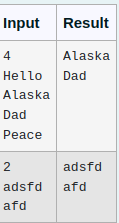 Input Result
4 Alaska
Hello Dad
Alaska
Dad
Peace
2 adsfd
adsfd afd
afd